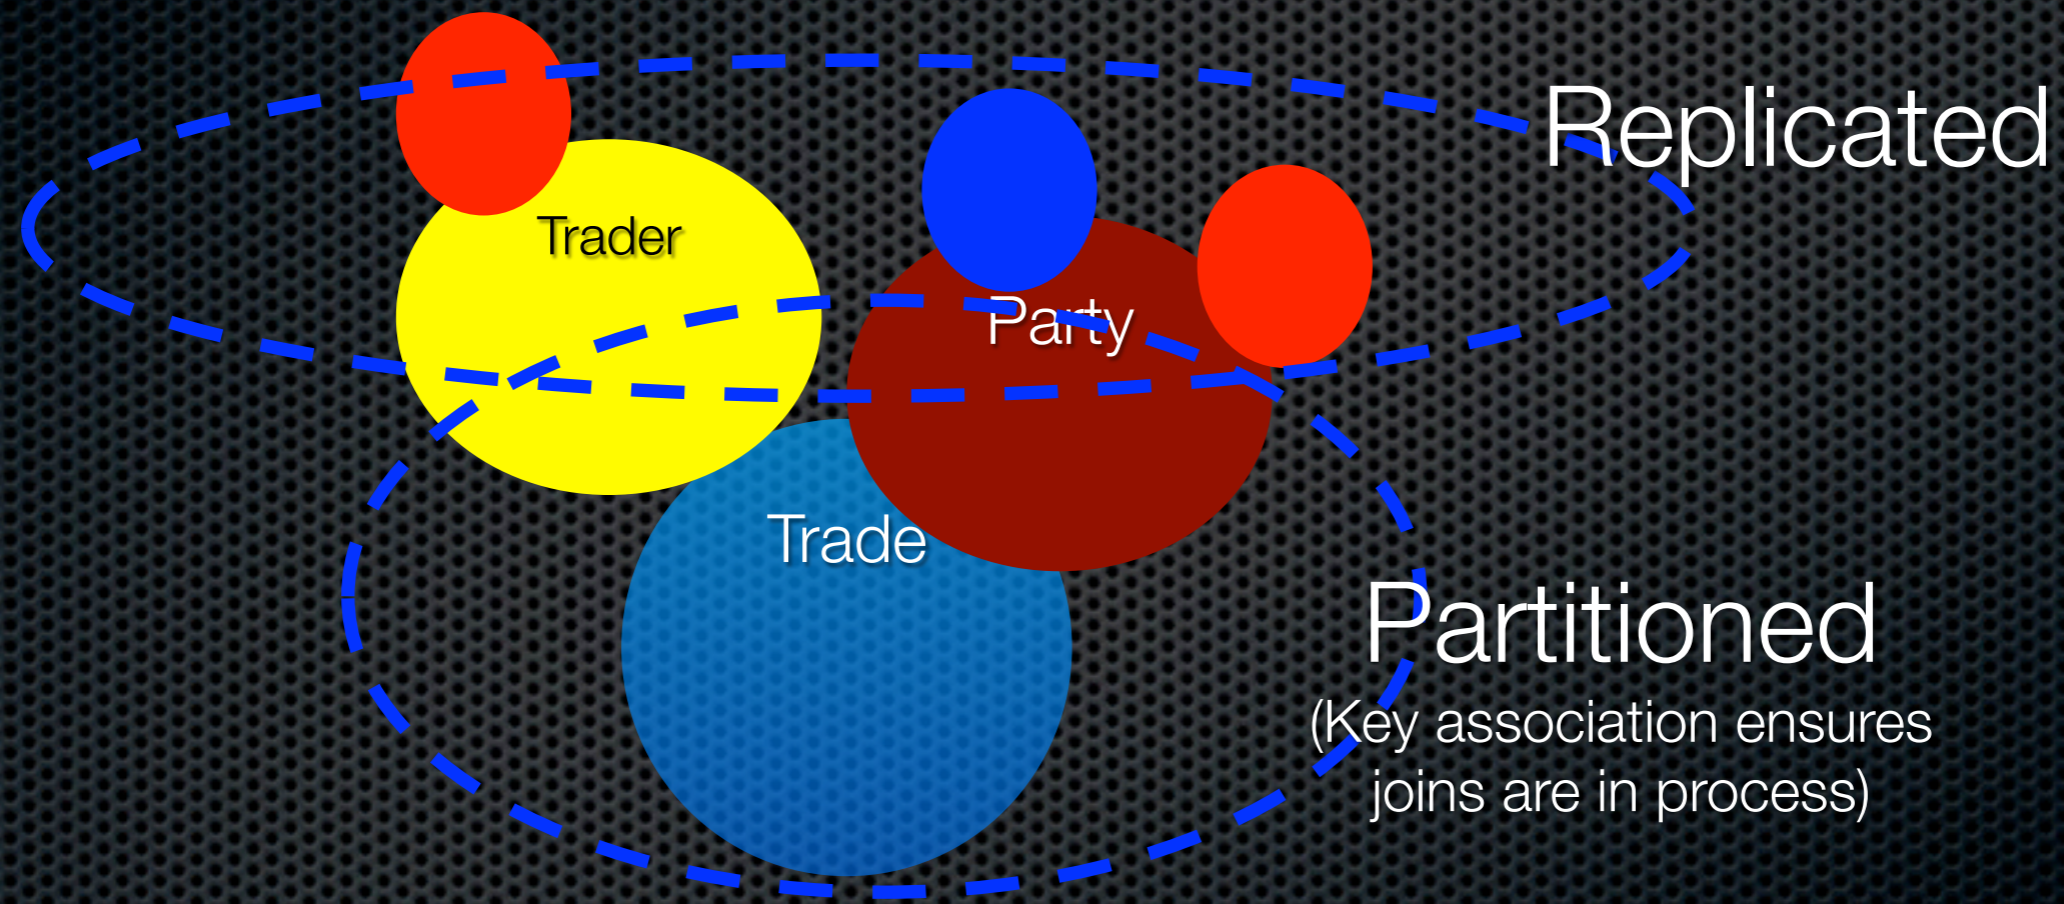 Replicated
Trader
Party
Trade
Partitioned
(Key association ensures
joins are in process)